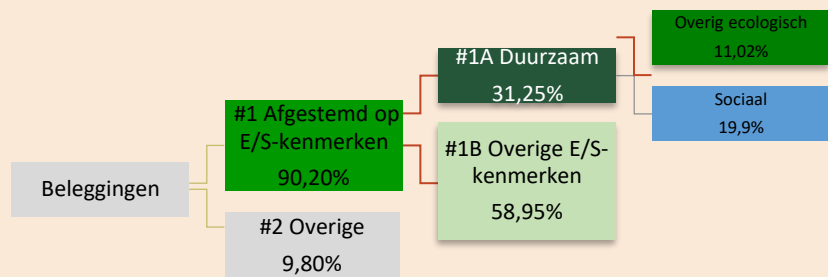 Beleggingen
#1 Afgestemd op
E/S-kenmerken
90,20%
#2 Overige
9,80%
#1A Duurzaam
31,25%
#1B Overige E/S-
kenmerken
58,95%
Overig ecologisch
11,02%
Sociaal
19,9%